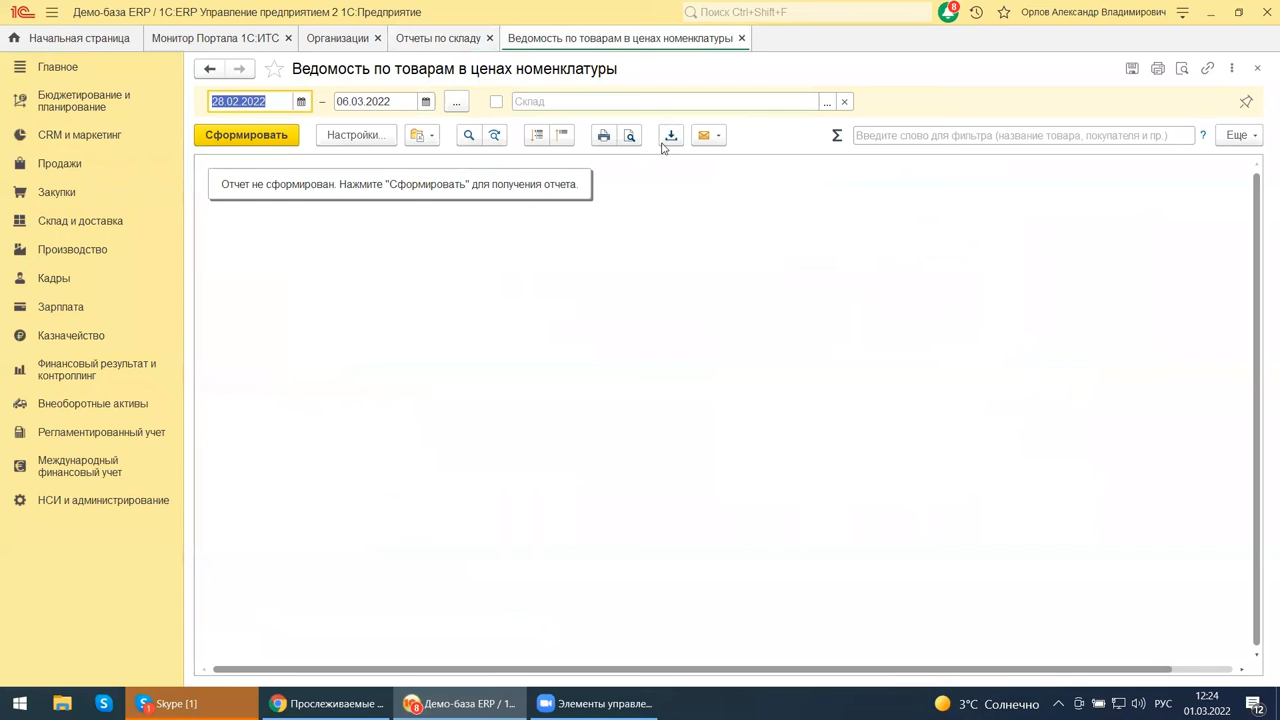 Демо-база ERP / 1С:ERP Управление предприятием 2 1С:Предприятие
Поиск Ctrl+Shift+F
8
Орлов Александр Владимирович
Начальная страница
Монитор Портала 1С:ИТС
Организации
Отчеты по складу
Ведомость по товарам в ценах номенклатуры
Главное
Бюджетирование и
планирование
CRM и маркетинг
Продажи
Закупки
Склад и доставка
Производство
Кадры
Зарплата
Казначейство
Финансовый результат и
контроллинг
Внеоборотные активы
Регламентированный учет
Международный
финансовый учет
НСИ и администрирование
Ведомость по товарам в ценах номенклатуры
28.02.2022 – 06.03.2022 ... Склад ...
Сформировать
Настройки...
Σ
Введите слово для фильтра (название товара, покупателя и пр.)
?
Еще
Отчет не сформирован. Нажмите "Сформировать" для получения отчета.
Skype [1]
1
Прослеживаемые ...
8
Демо-база ERP / 1...
Элементы управле...
3°C Солнечно
РУС
12:24
01.03.2022
12